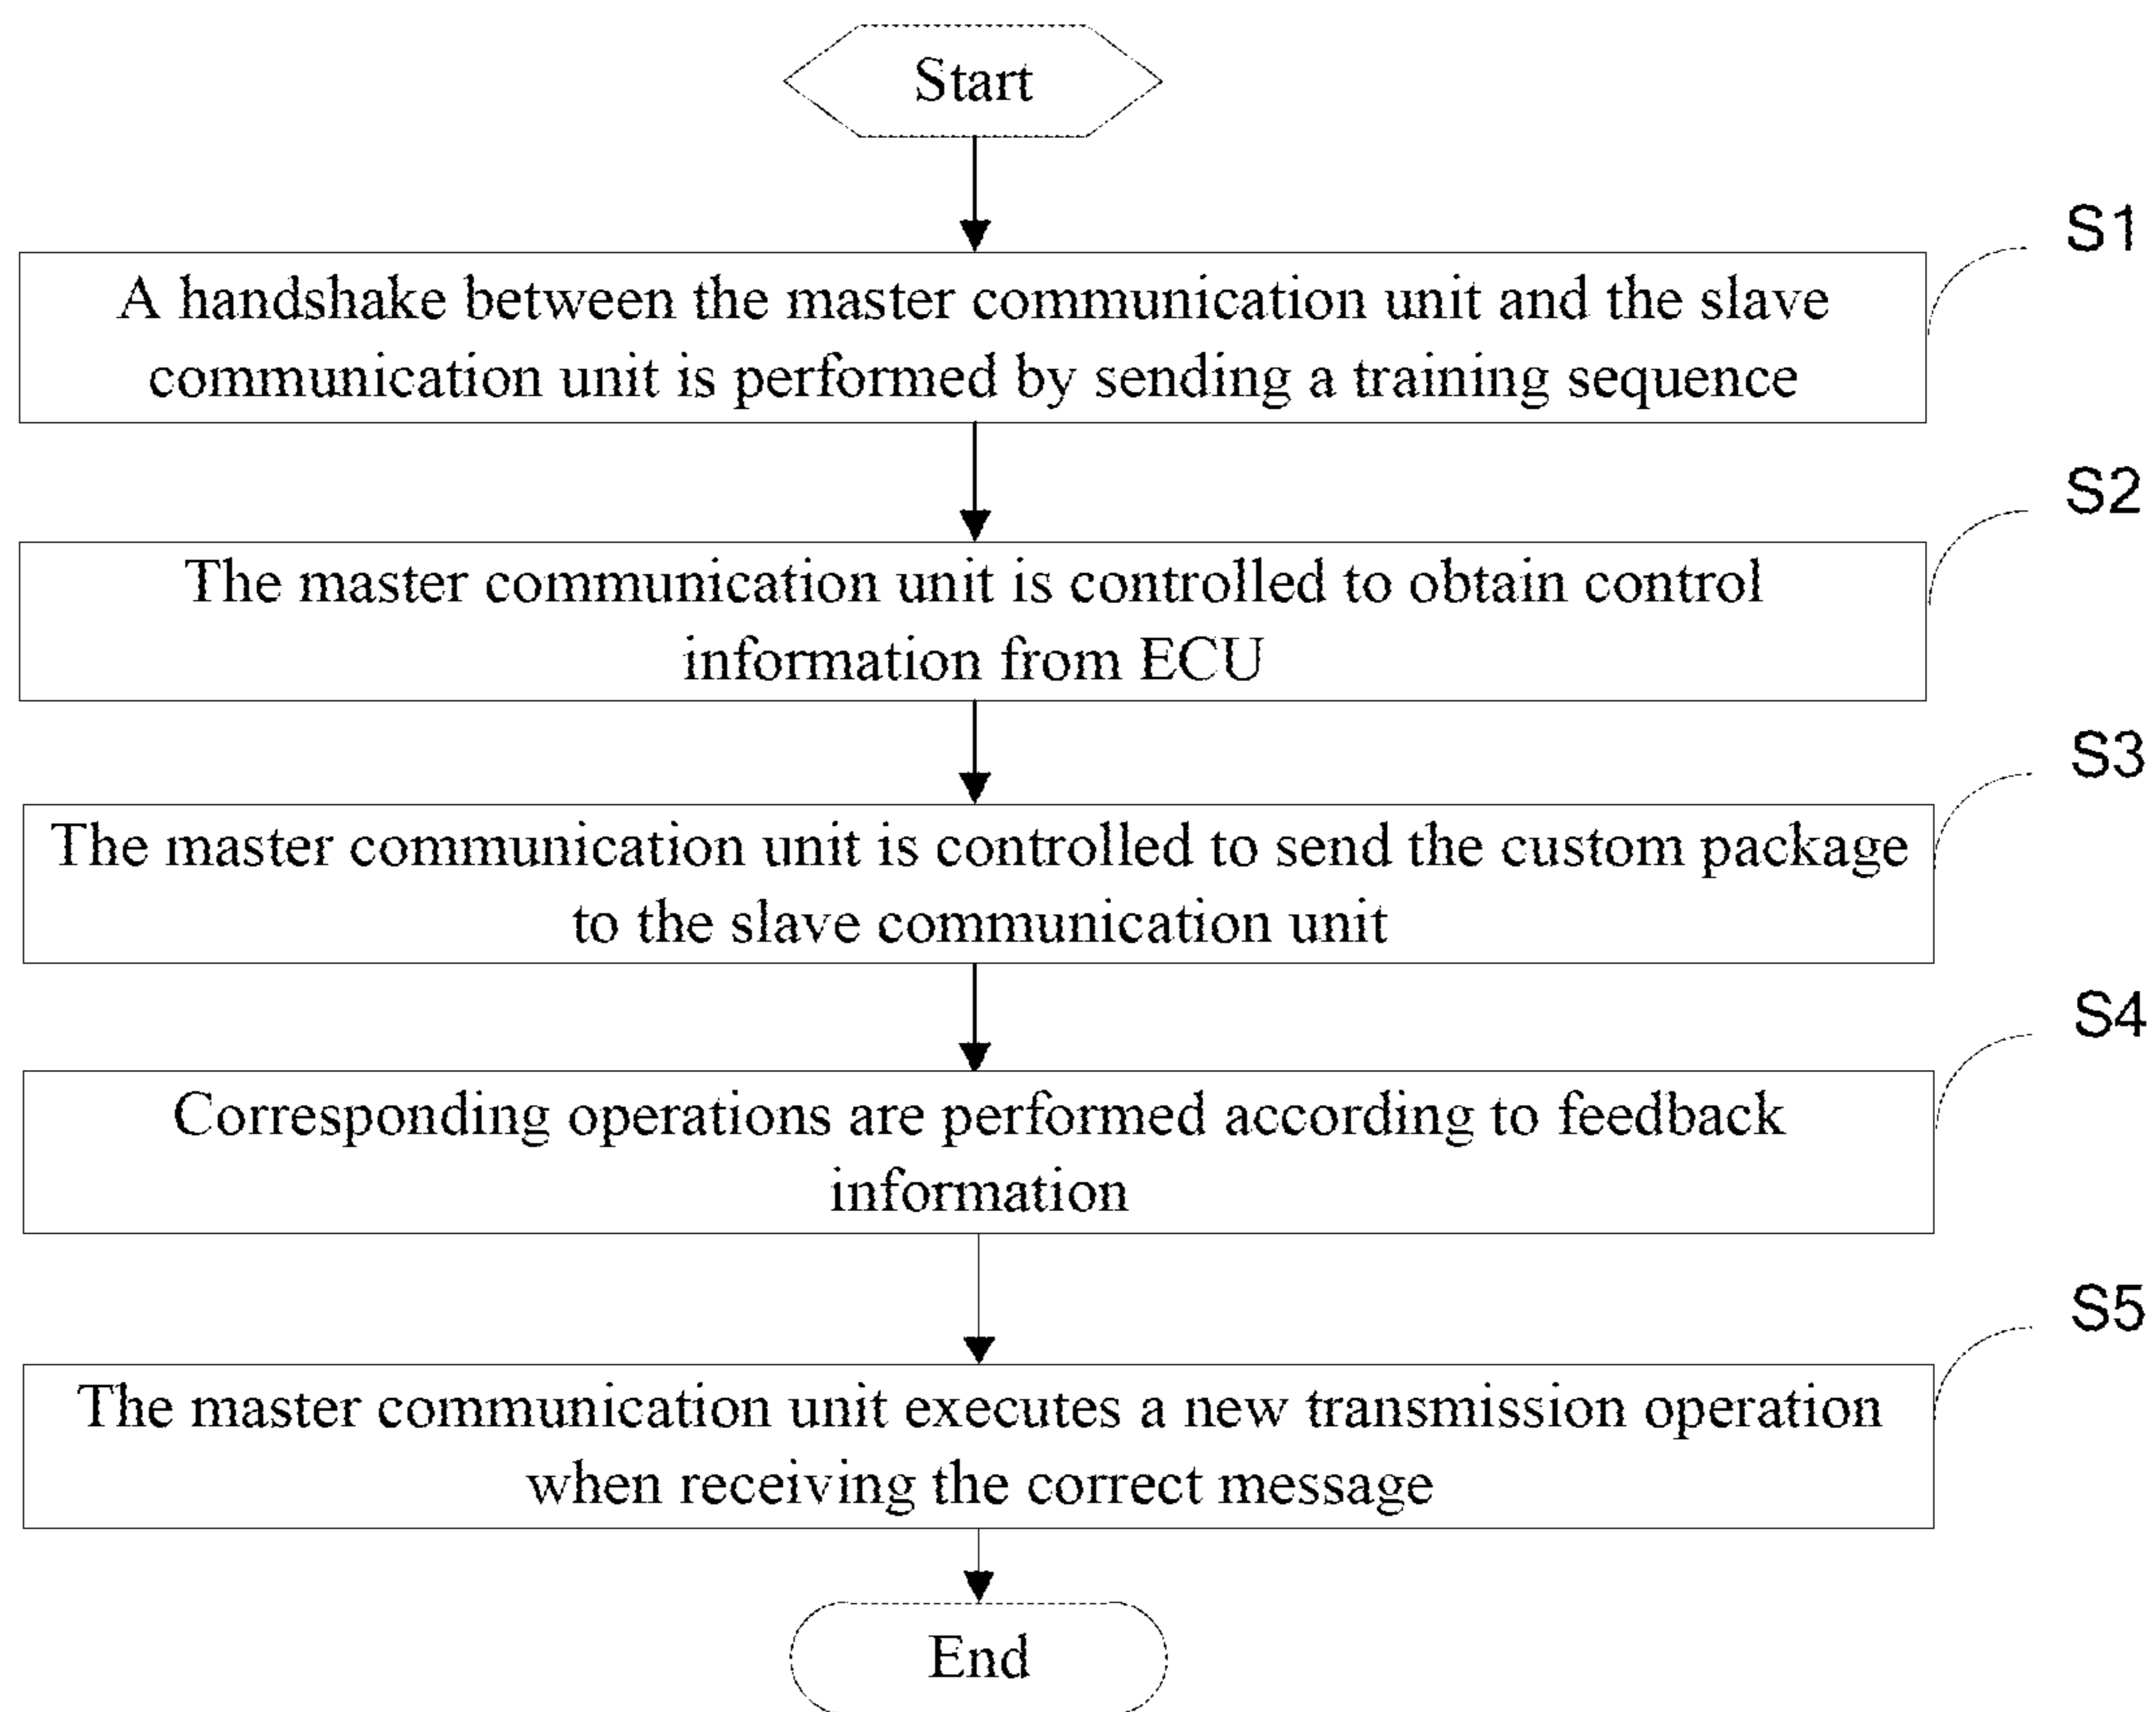 Start
S1
A handshake between the master communication unit and the slave
communication unit is performed by sending a training sequence
S2
The master communication unit is controlled to obtain control
information from ECU
S3
The master communication unit is controlled to send the custom package
to the slave communication unit
S4
Corresponding operations are performed according to feedback
information
S5
The master communication unit executes a new transmission operation
when receiving the correct message
End